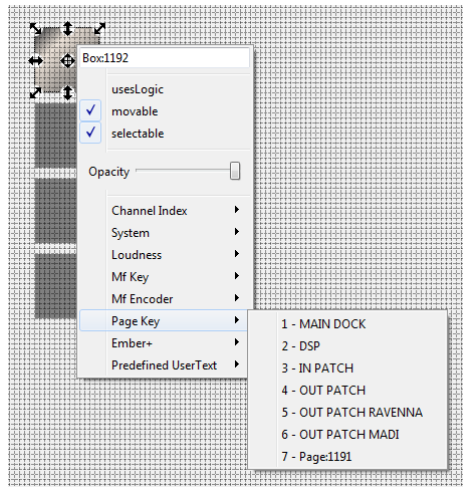 Box:1192
usesLogic
movable
selectable
Opacity
Channel Index
System
Loudness
Mf Key
Mf Encoder
Page Key
Ember+
Predefined UserText
1 - MAIN DOCK
2 - DSP
3 - IN PATCH
4 - OUT PATCH
5 - OUT PATCH RAVENNA
6 - OUT PATCH MADI
7 - Page:1191